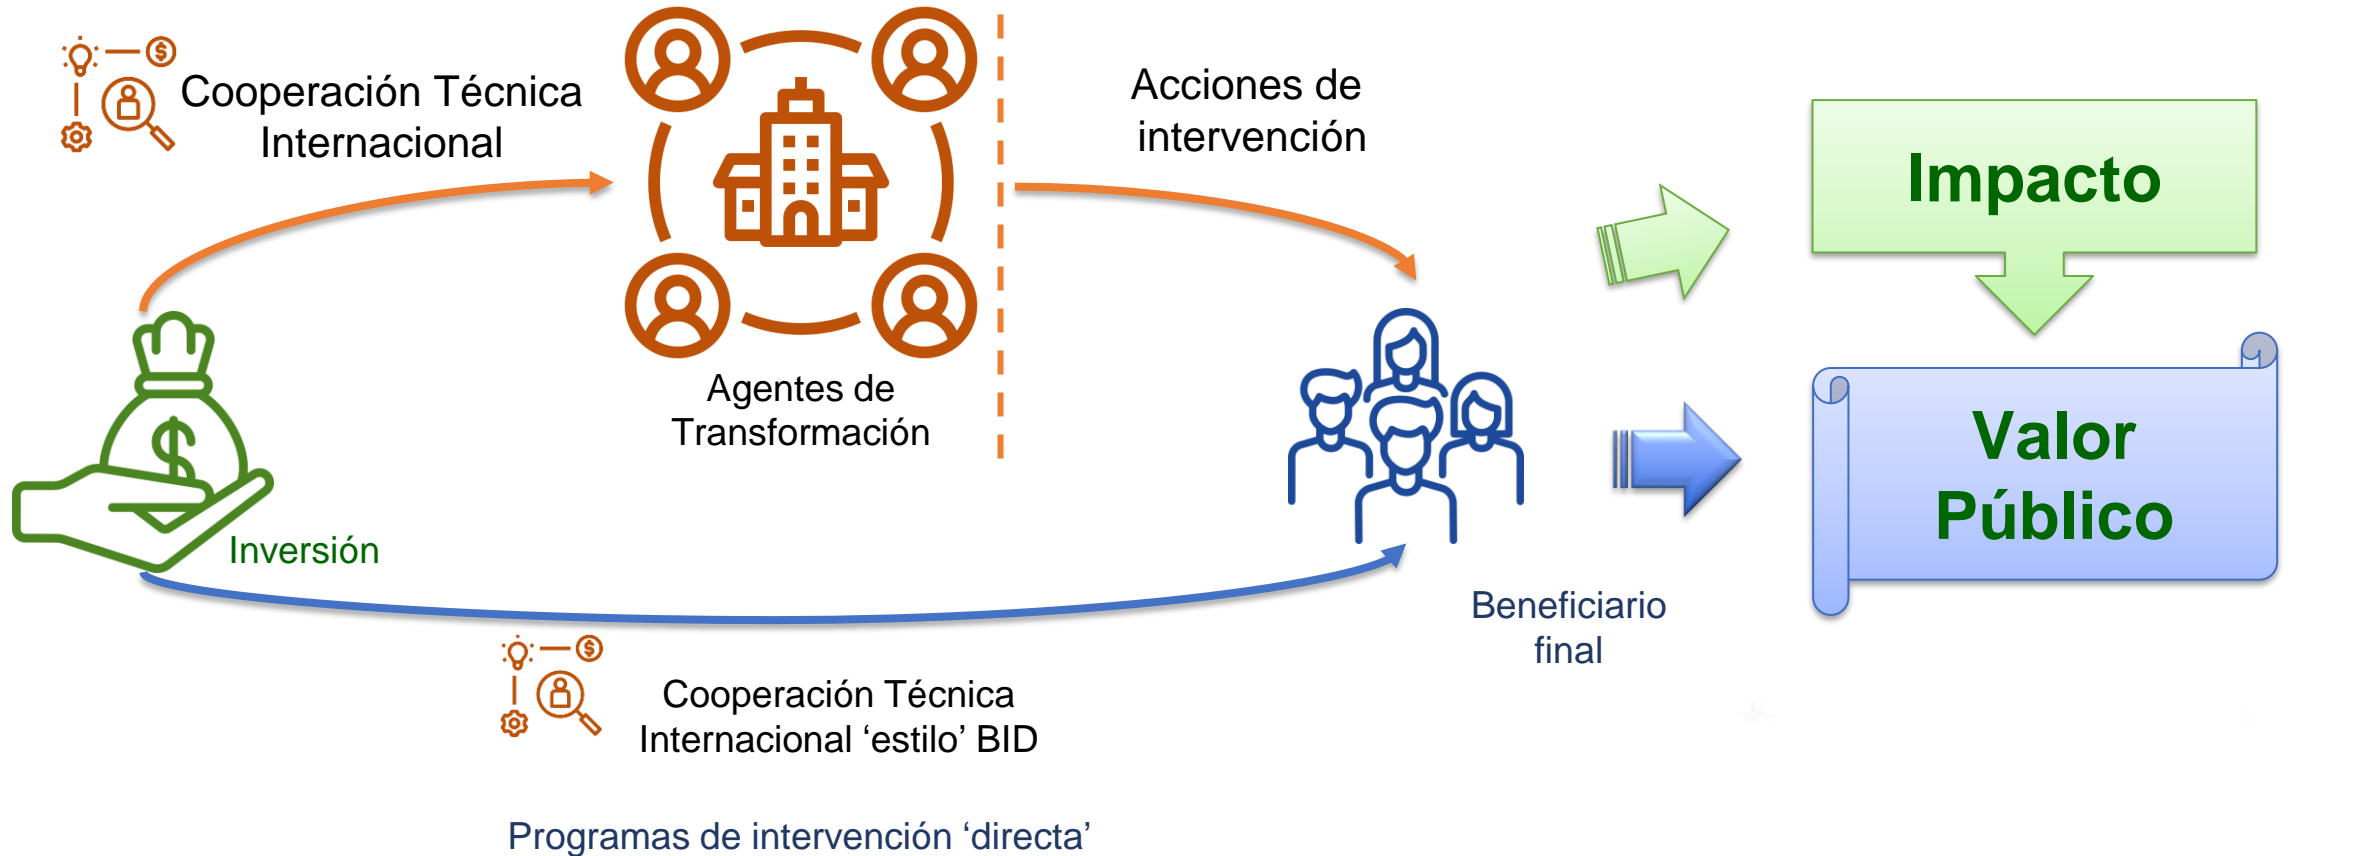 Cooperación Técnica
Internacional
Acciones de
intervención
Agentes de
Transformación
Inversión
Beneficiario
final
Cooperación Técnica
Internacional ‘estilo’ BID
Programas de intervención ‘directa’
Impacto
Valor
Público